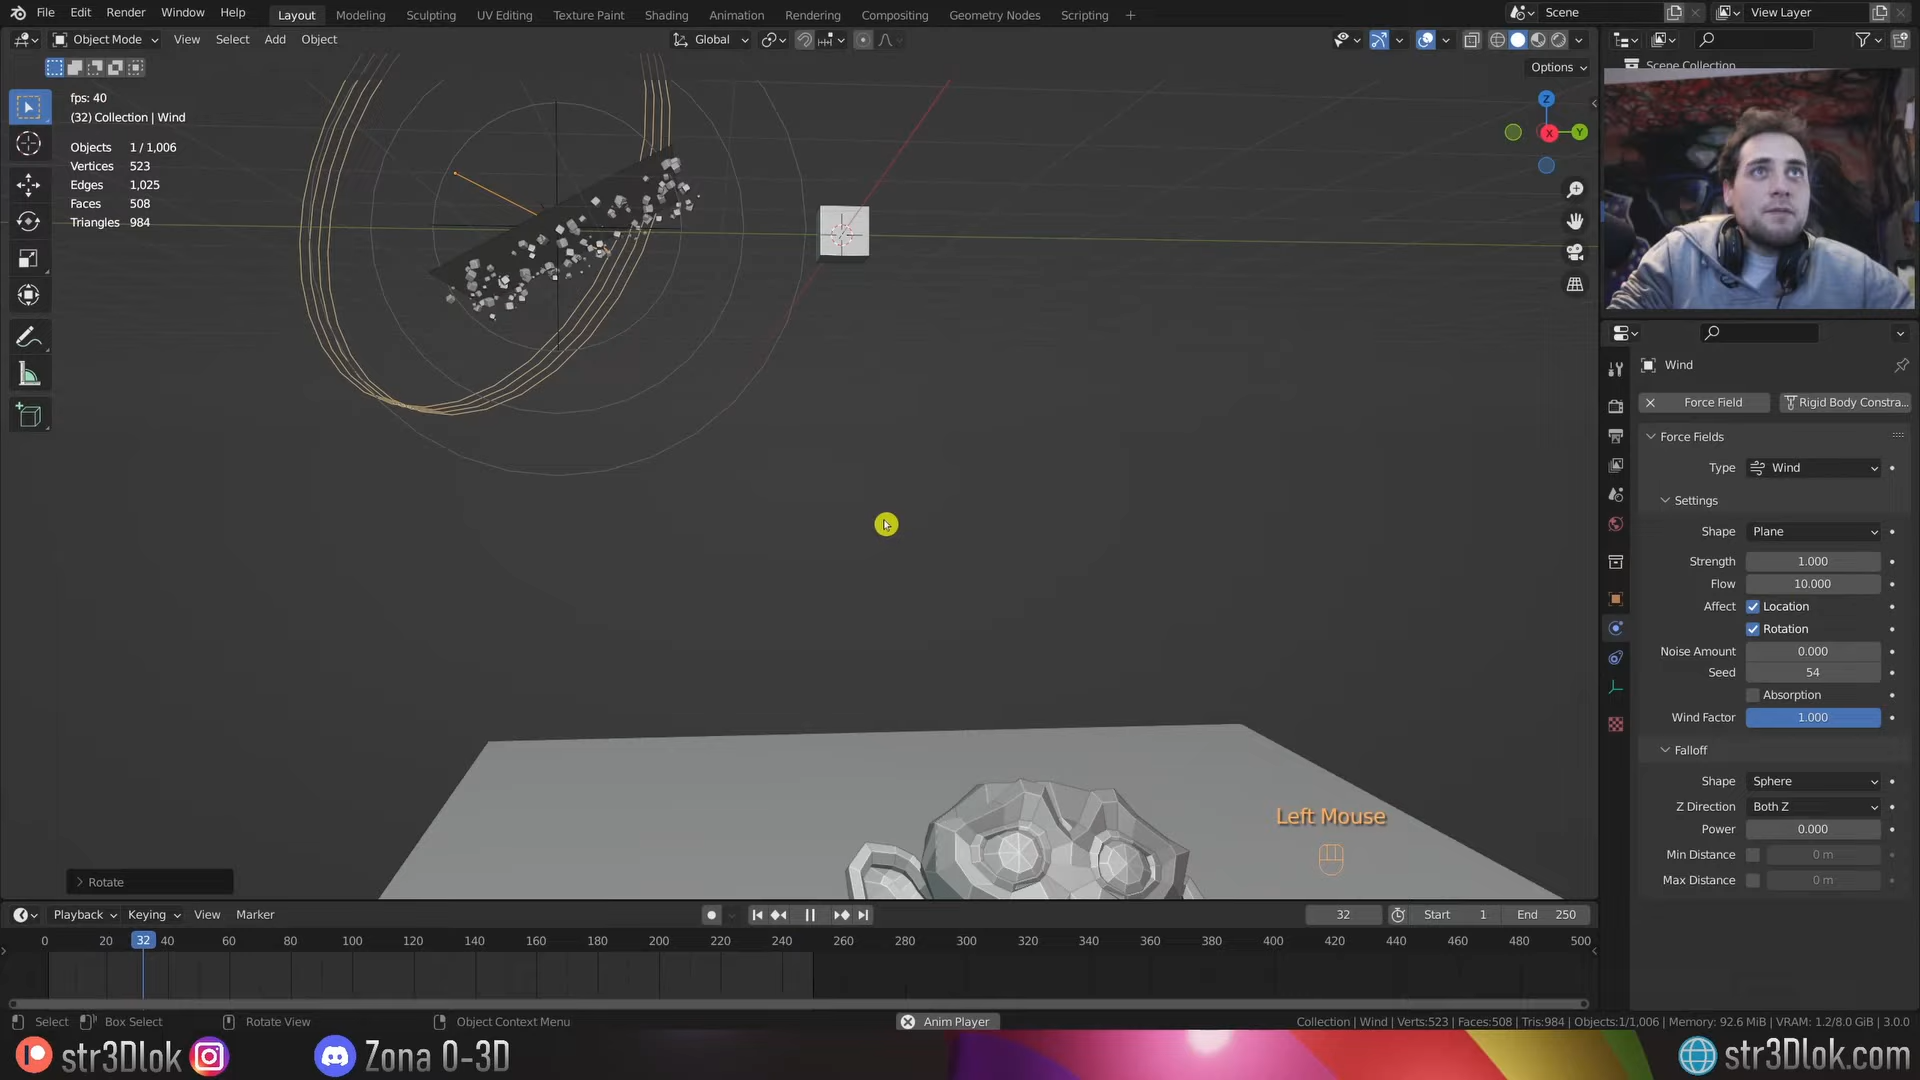 File Edit Render Window Help Layout Modeling Sculpting UV Editing Texture Paint Shading Animation Rendering Compositing Geometry Nodes Scripting + Scene View Layer
Object Mode View Select Add Object Global
Options
Scene Collection
fps: 40
(32) Collection | Wind
Objects 1 / 1,006
Vertices 523
Edges 1,025
Faces 508
Triangles 984
Z
X
Y
Wind
Force Field Rigid Body Constra...
Force Fields
Type Wind
Settings
Shape Plane
Strength 1.000
Flow 10.000
Affect Location
Rotation
Noise Amount 0.000
Seed 54
Absorption
Wind Factor 1.000
Falloff
Shape Sphere
Z Direction Both Z
Power 0.000
Min Distance 0 m
Max Distance 0 m
Left Mouse
Rotate
Playback Keying View Marker 32 Start 1 End 250
0 20 32 40 60 80 100 120 140 160 180 200 220 240 260 280 300 320 340 360 380 400 420 440 460 480 500
Select Box Select Rotate View Object Context Menu Anim Player Collection | Wind | Verts:523 | Faces:508 | Tris:984 | Objects:1/1,006 | Memory: 92.6 MiB | VRAM: 1.2/8.0 GiB | 3.0.0
str3Dlok Zona 0-3D str3Dlok.com